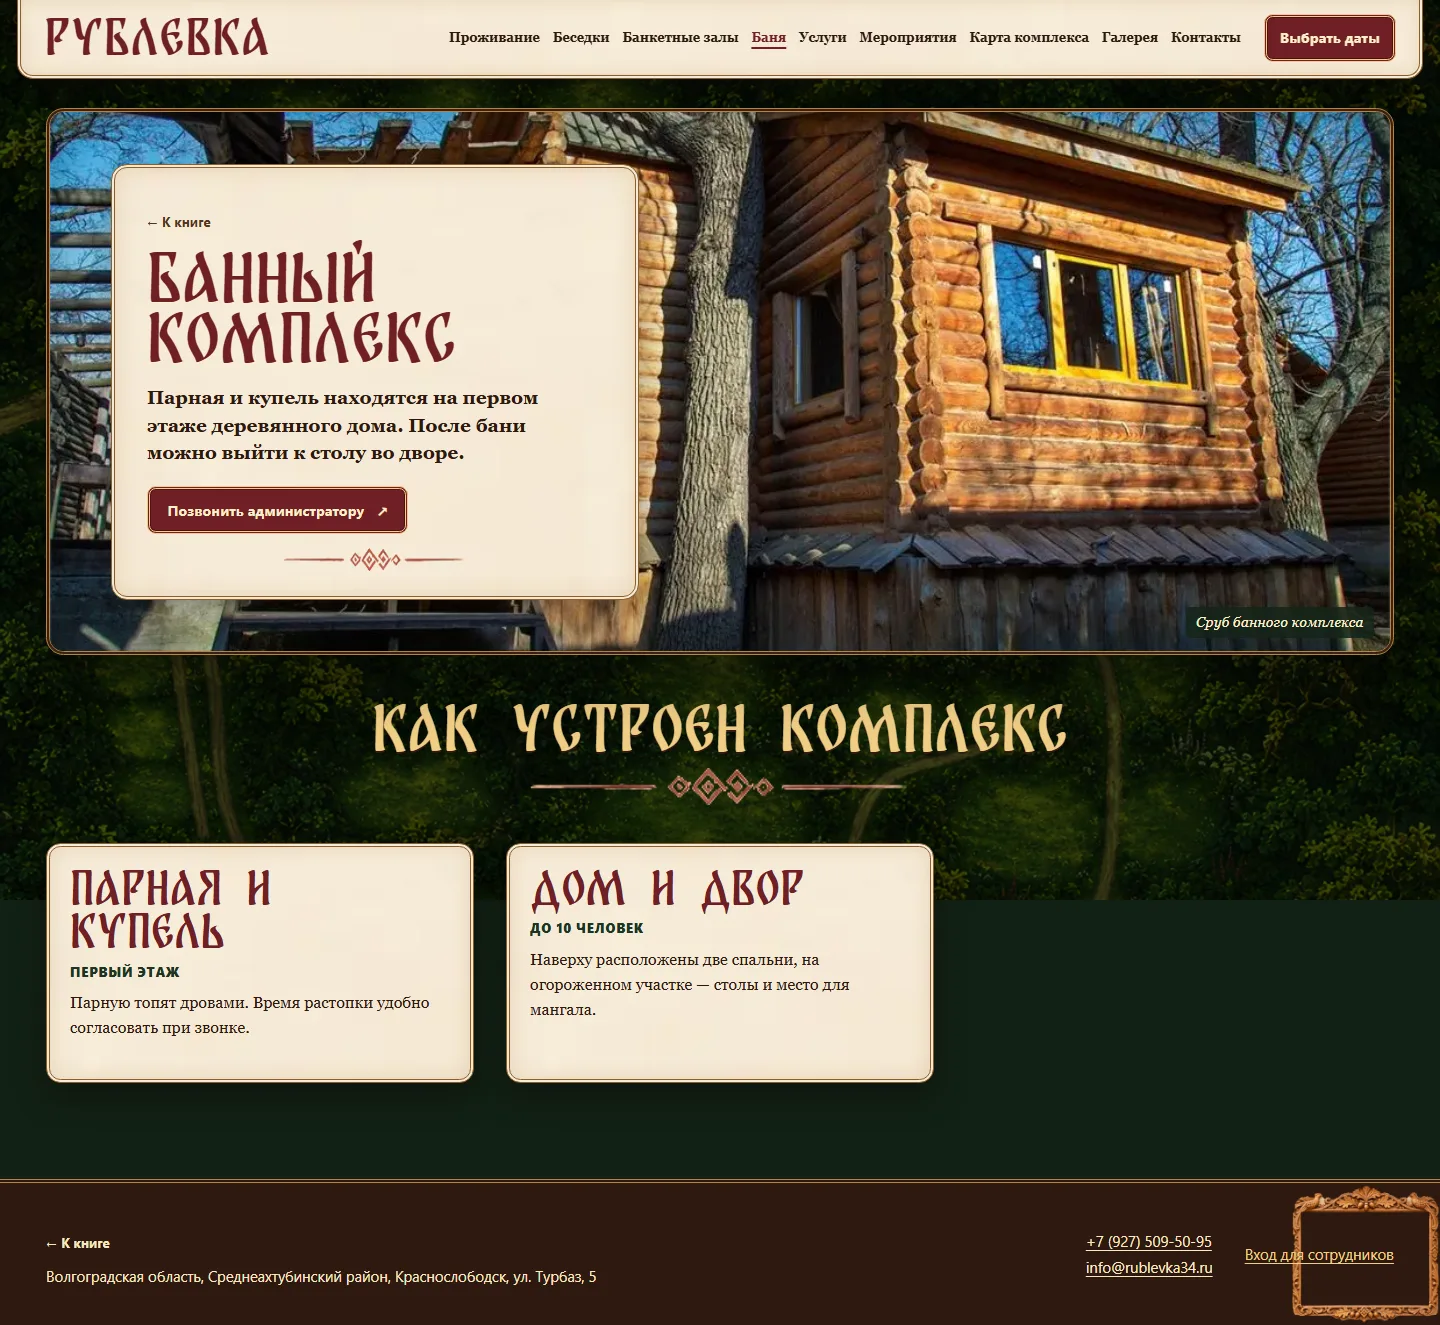 РУБЛЕВКА
Проживание Беседки Банкетные залы Баня Услуги Мероприятия Карта комплекса Галерея Контакты
Выбрать даты
← К книге
БАННЫЙ
КОМПЛЕКС
Парная и купель находятся на первом
этаже деревянного дома. После бани
можно выйти к столу во дворе.
Позвонить администратору ↗
Сруб банного комплекса
КАК УСТРОЕН КОМПЛЕКС
ПАРНАЯ И
КУПЕЛЬ
ПЕРВЫЙ ЭТАЖ
Парную топят дровами. Время растопки удобно
согласовать при звонке.
ДОМ И ДВОР
ДО 10 ЧЕЛОВЕК
Наверху расположены две спальни, на
огороженном участке — столы и место для
мангала.
← К книге
Волгоградская область, Среднеахтубинский район, Краснослободск, ул. Турбаз, 5
+7 (927) 509-50-95
info@rublevka34.ru
Вход для сотрудников